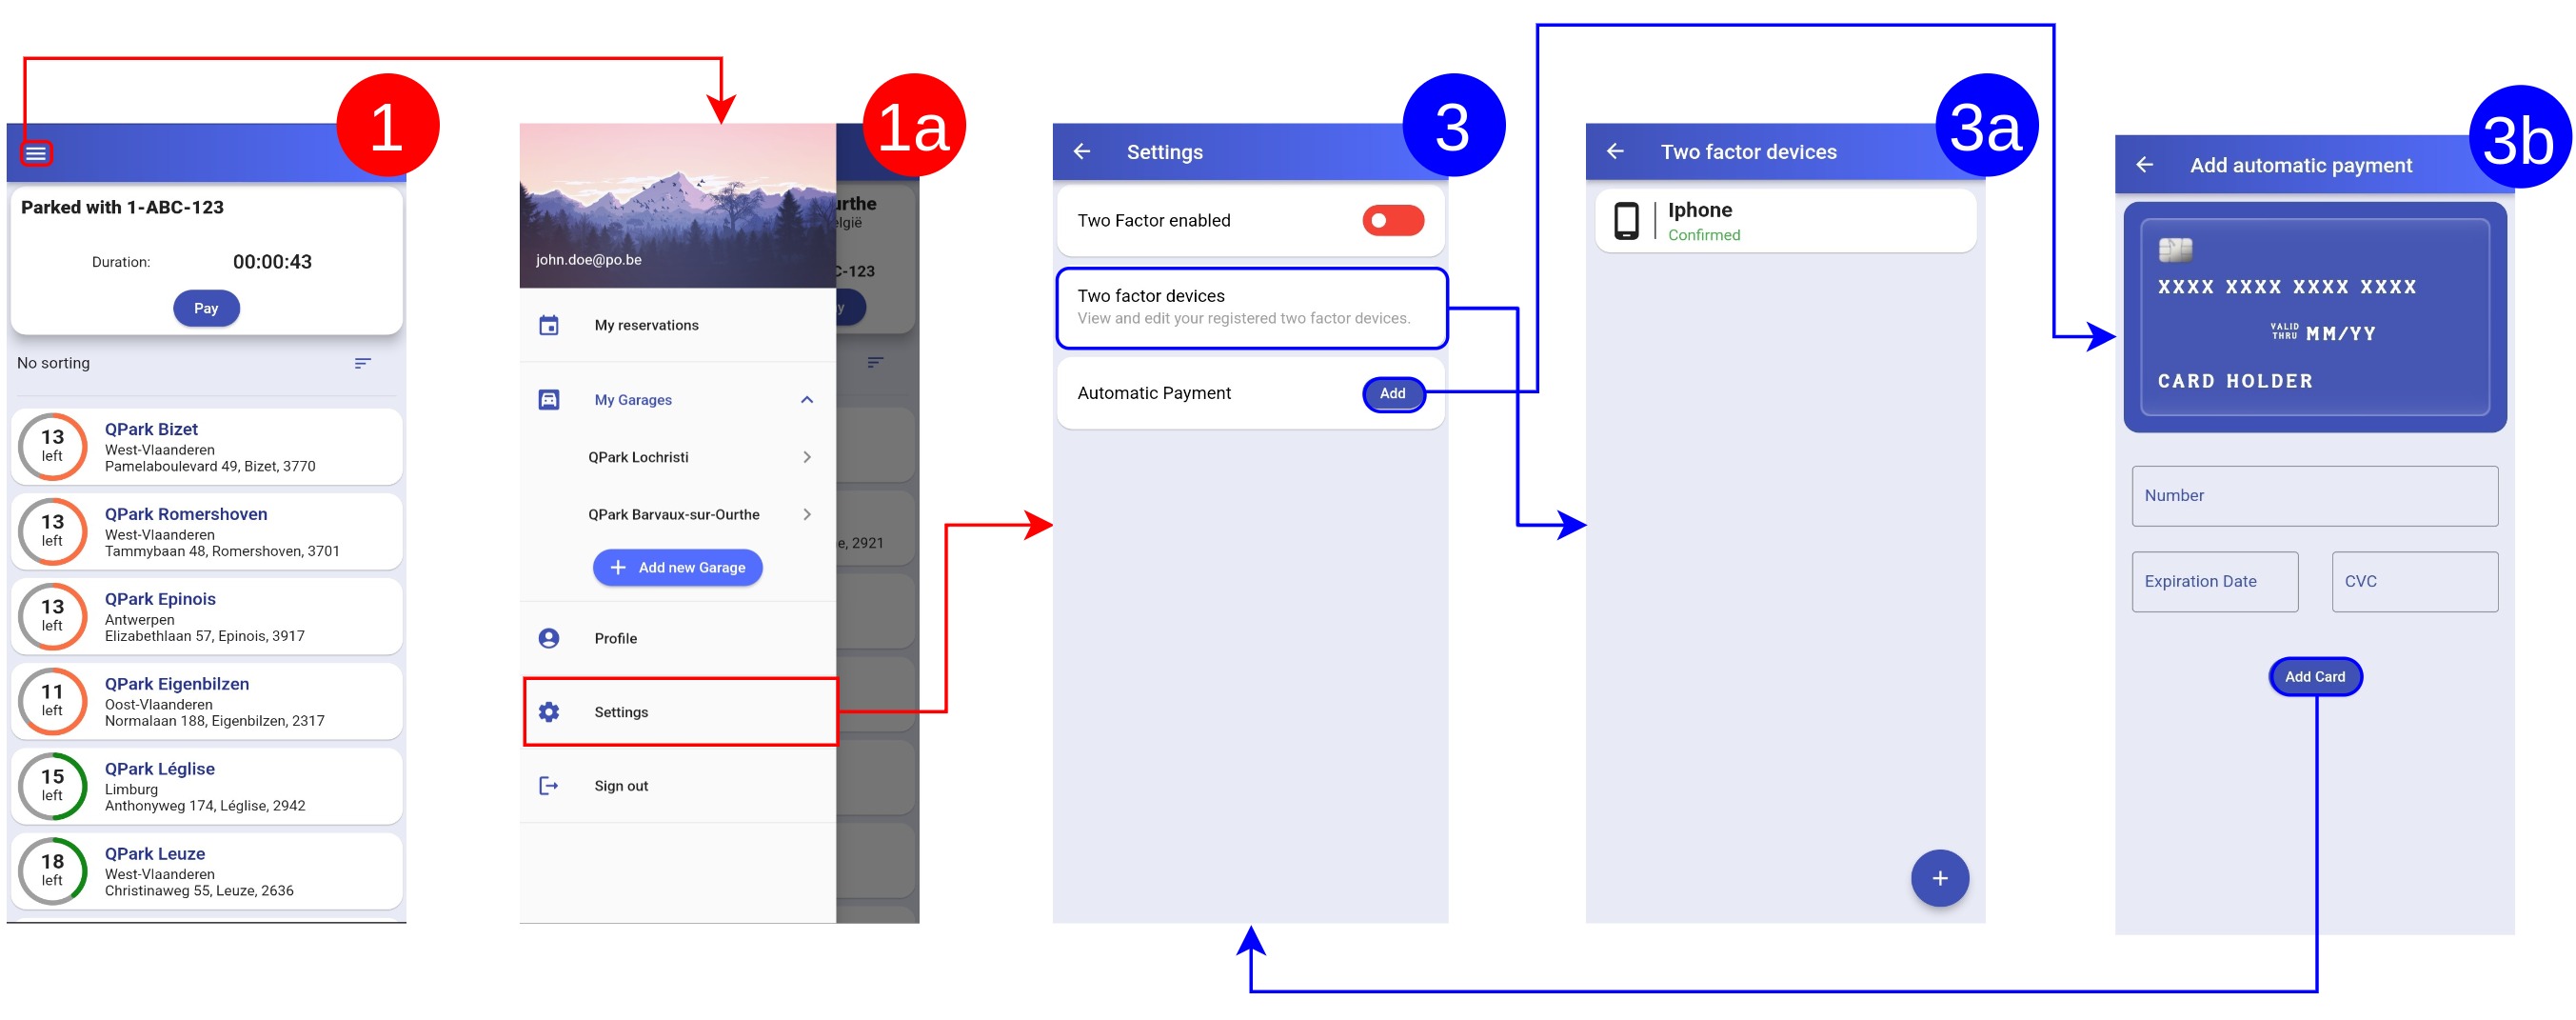 1
Parked with 1-ABC-123
Duration: 00:00:43
Pay
No sorting
13
left
QPark Bizet
West-Vlaanderen
Pamelaboulevard 49, Bizet, 3770
13
left
QPark Romershoven
West-Vlaanderen
Tammybaan 48, Romershoven, 3701
13
left
QPark Epinois
Antwerpen
Elizabethlaan 57, Epinois, 3917
11
left
QPark Eigenbilzen
Oost-Vlaanderen
Normalaan 188, Eigenbilzen, 2317
15
left
QPark Léglise
Limburg
Anthonyweg 174, Léglise, 2942
18
left
QPark Leuze
West-Vlaanderen
Christinaweg 55, Leuze, 2636
1a
john.doe@po.be
My reservations
My Garages
QPark Lochristi
QPark Barvaux-sur-Ourthe
Add new Garage
Profile
Settings
Sign out
urthe
elgië
C-123
y
e, 2921
3
Settings
Two Factor enabled
Two factor devices
View and edit your registered two factor devices.
Automatic Payment
Add
3a
Two factor devices
Iphone
Confirmed
+
3b
Add automatic payment
XXXX XXXX XXXX XXXX
VALID
THRU MM/YY
CARD HOLDER
Number
Expiration Date
CVC
Add Card